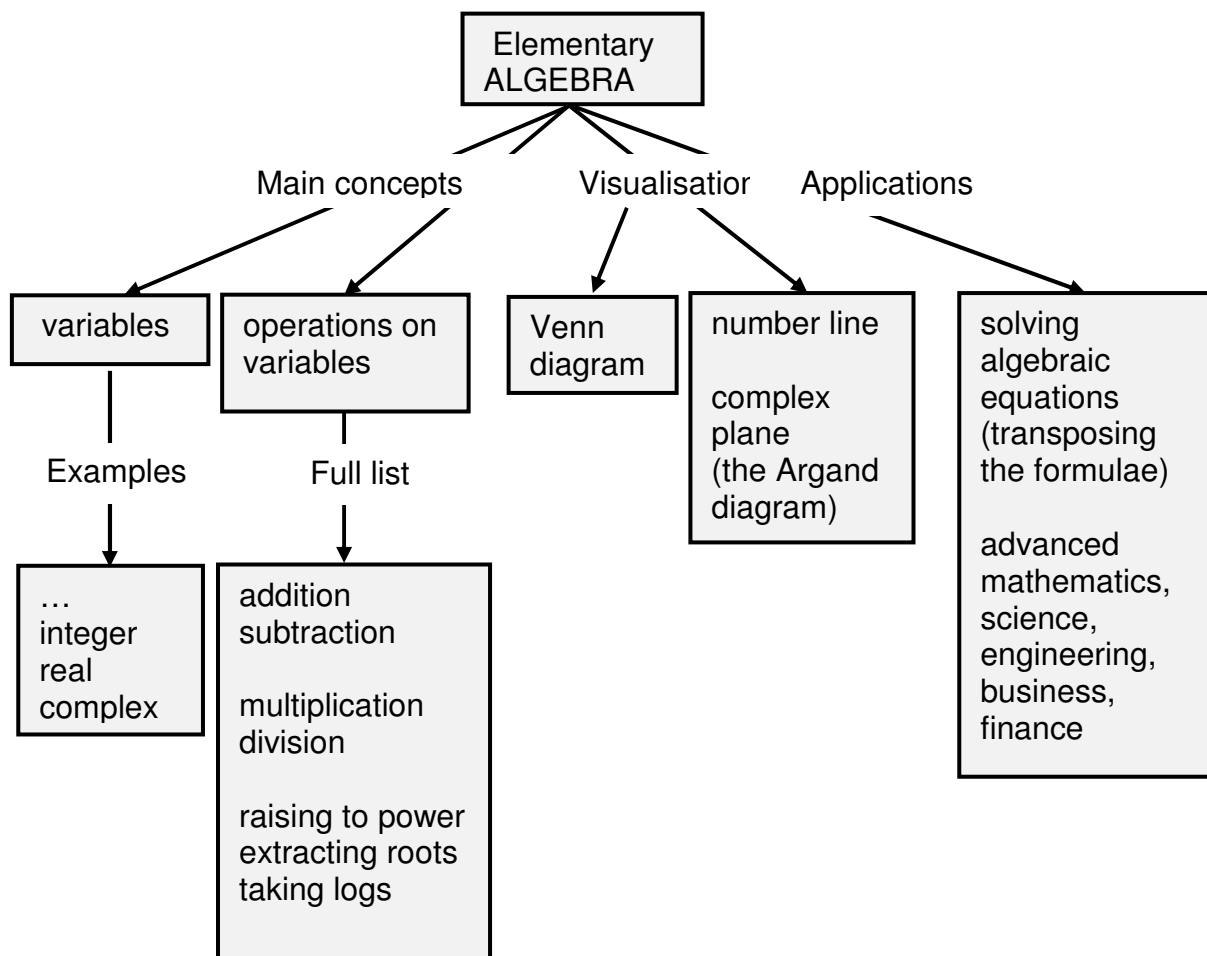 Elementary
ALGEBRA
Main concepts
Visualisation
Applications
variables
operations on
variables
Venn
diagram
number line
complex
plane
(the Argand
diagram)
solving
algebraic
equations
(transposing
the formulae)
advanced
mathematics,
science,
engineering,
business,
finance
Examples
Full list
…
integer
real
complex
addition
subtraction
multiplication
division
raising to power
extracting roots
taking logs